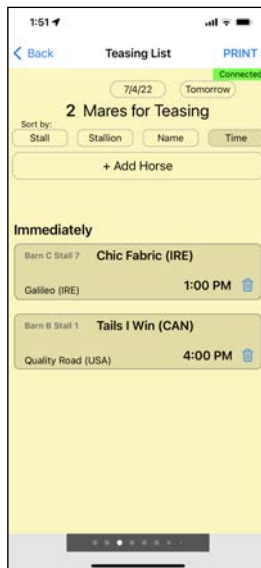 1:51
Back Teasing List PRINT
Connected
7/4/22 Tomorrow
2 Mares for Teasing
Sort by:
Stall Stallion Name Time
+ Add Horse
Immediately
Barn C Stall 7 Chic Fabric (IRE)
Galileo (IRE) 1:00 PM
Barn B Stall 1 Tails I Win (CAN)
Quality Road (USA) 4:00 PM